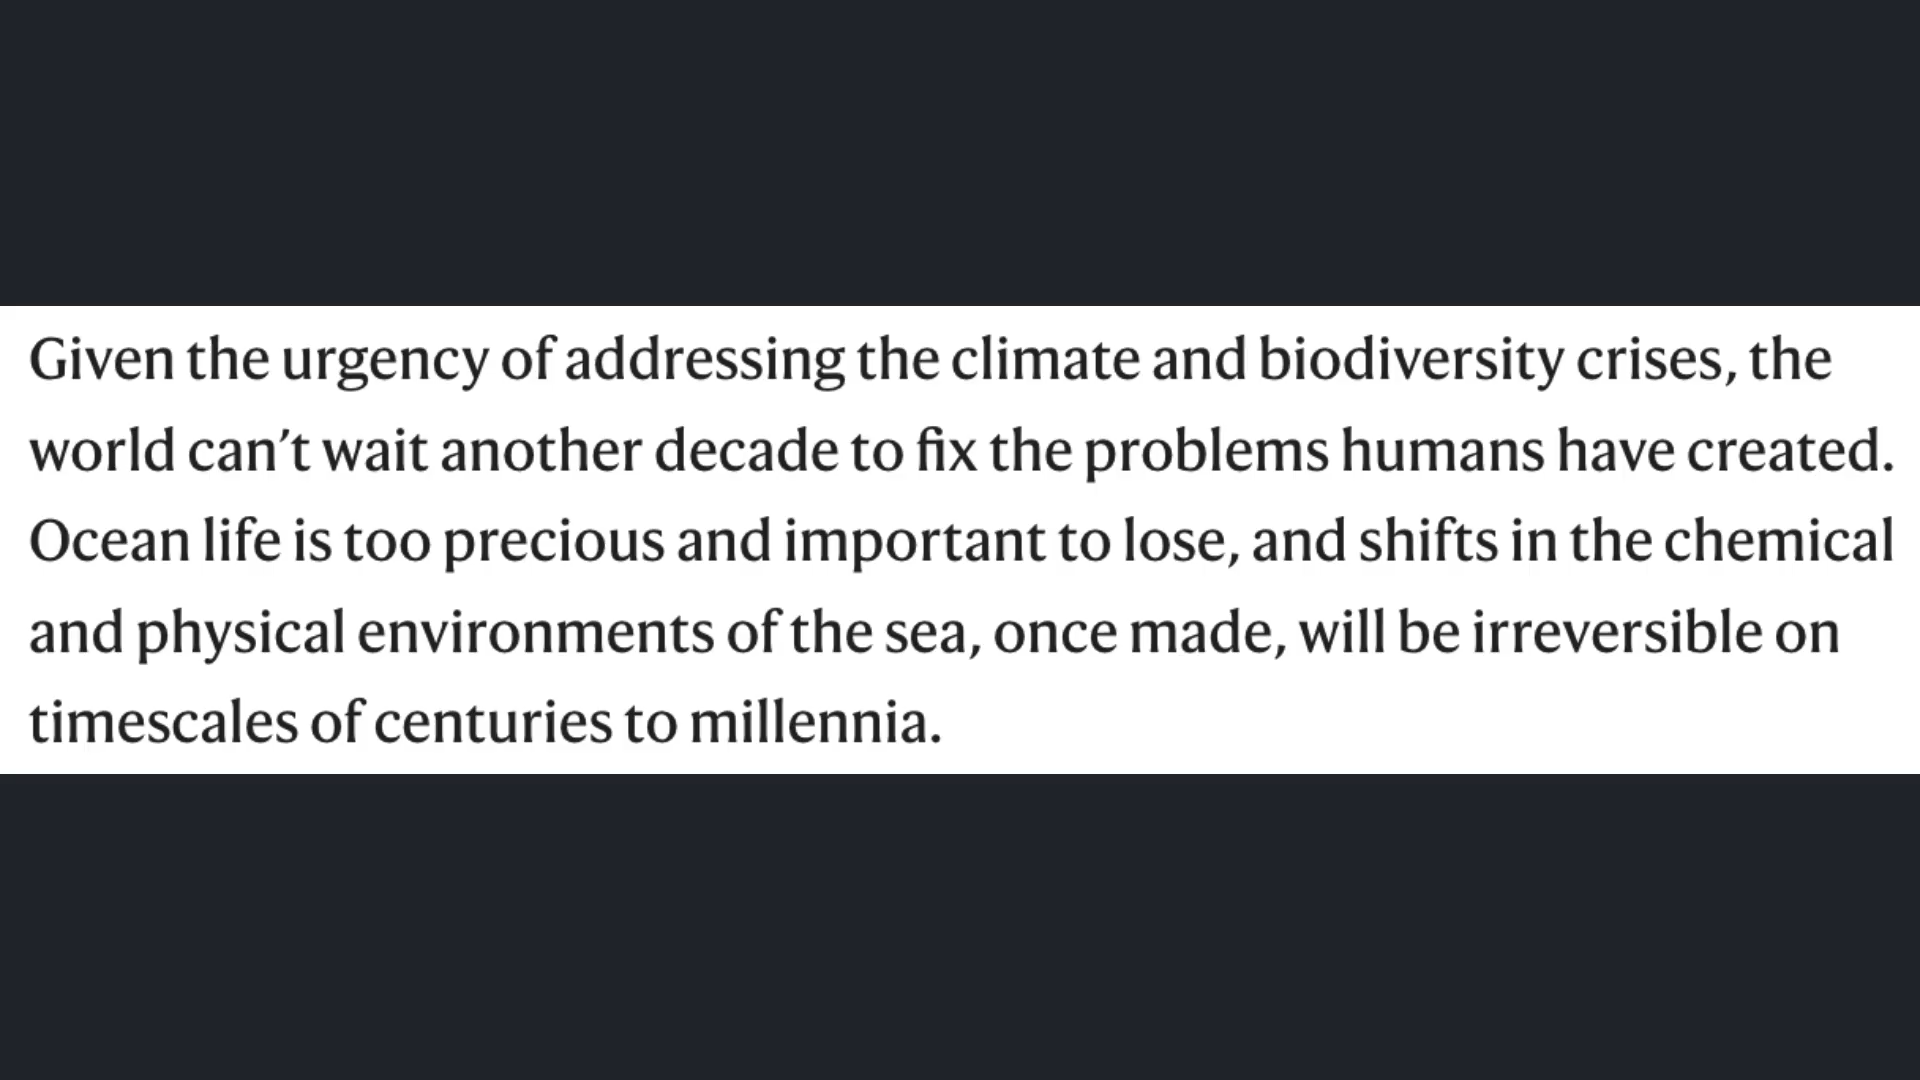 Given the urgency of addressing the climate and biodiversity crises, the
world can’t wait another decade to fix the problems humans have created.
Ocean life is too precious and important to lose, and shifts in the chemical
and physical environments of the sea, once made, will be irreversible on
timescales of centuries to millennia.